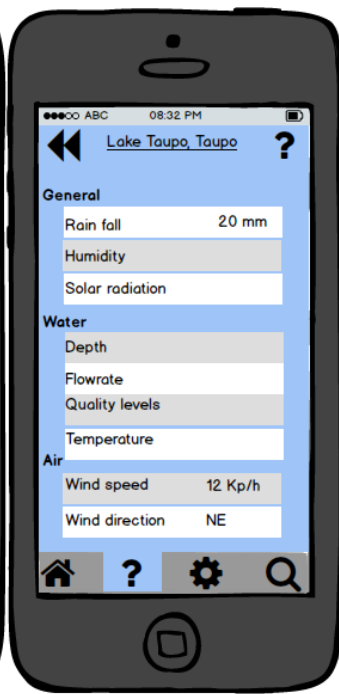 ABC 08:32 PM
Lake Taupo, Taupo ?
General
Rain fall 20 mm
Humidity
Solar radiation
Water
Depth
Flowrate
Quality levels
Temperature
Air
Wind speed 12 Kp/h
Wind direction NE
?